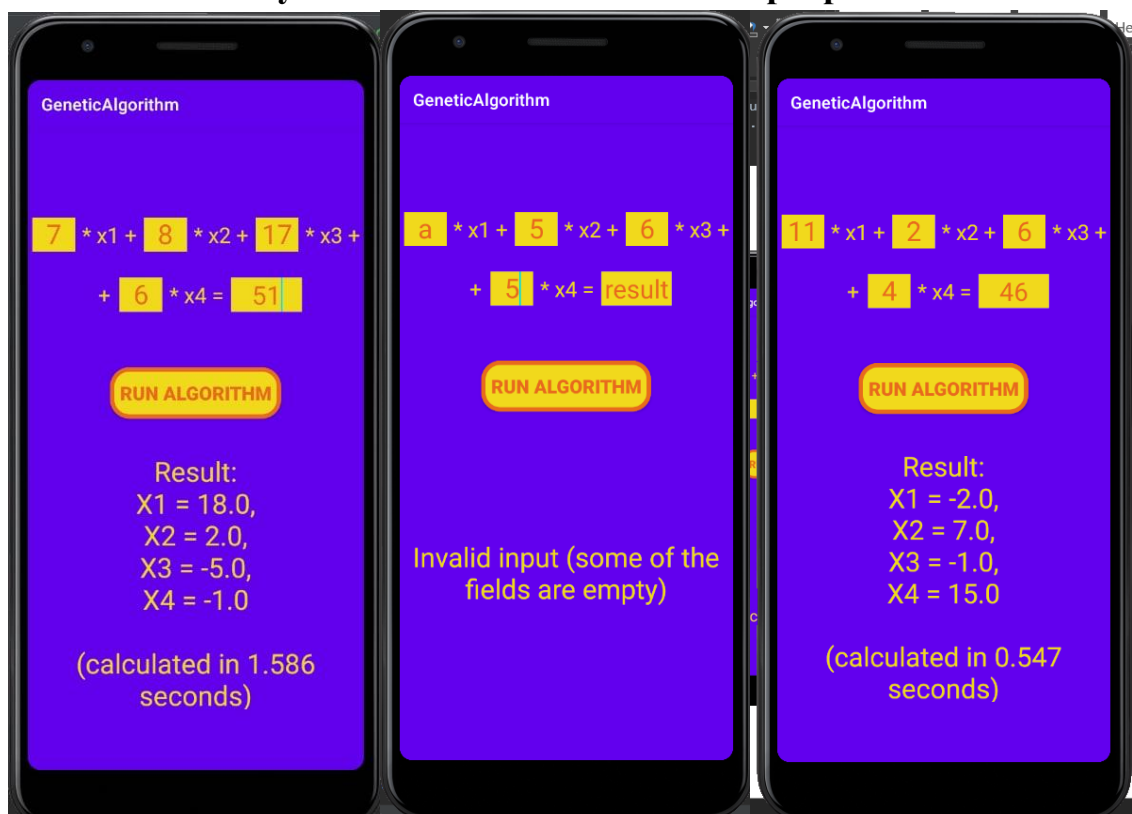 GeneticAlgorithm
7 * x1 + 8 * x2 + 17 * x3 +
+ 6 * x4 = 51
RUN ALGORITHM
Result:
X1 = 18.0,
X2 = 2.0,
X3 = -5.0,
X4 = -1.0
(calculated in 1.586
seconds)
GeneticAlgorithm
a * x1 + 5 * x2 + 6 * x3 +
+ 5 * x4 = result
RUN ALGORITHM
Invalid input (some of the
fields are empty)
GeneticAlgorithm
11 * x1 + 2 * x2 + 6 * x3 +
+ 4 * x4 = 46
RUN ALGORITHM
Result:
X1 = -2.0,
X2 = 7.0,
X3 = -1.0,
X4 = 15.0
(calculated in 0.547
seconds)